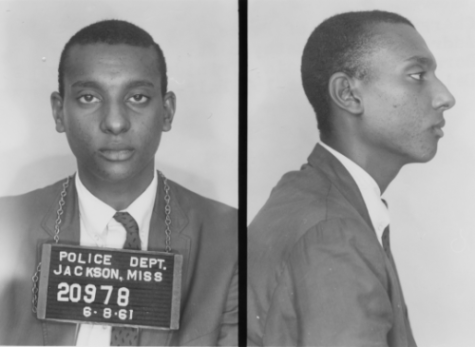 POLICE DEPT.
JACKSON, MISS
20978
6-8-61